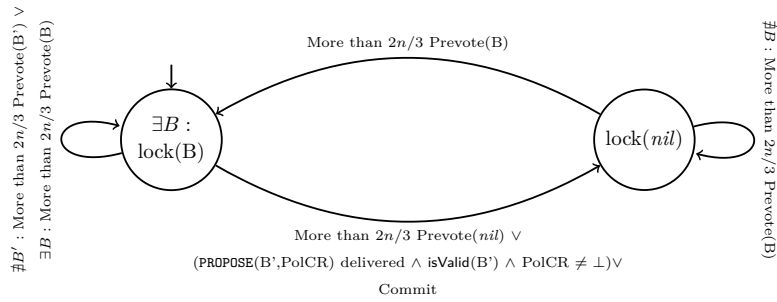 ∄B′ : More than 2n/3 Prevote(B') ∨
∃B : More than 2n/3 Prevote(B)
More than 2n/3 Prevote(B)
∃B :
lock(B)
lock(nil)
∄B : More than 2n/3 Prevote(B)
More than 2n/3 Prevote(nil) ∨
(PROPOSE(B',PolCR) delivered ∧ isValid(B') ∧ PolCR ≠ ⊥)∨
Commit